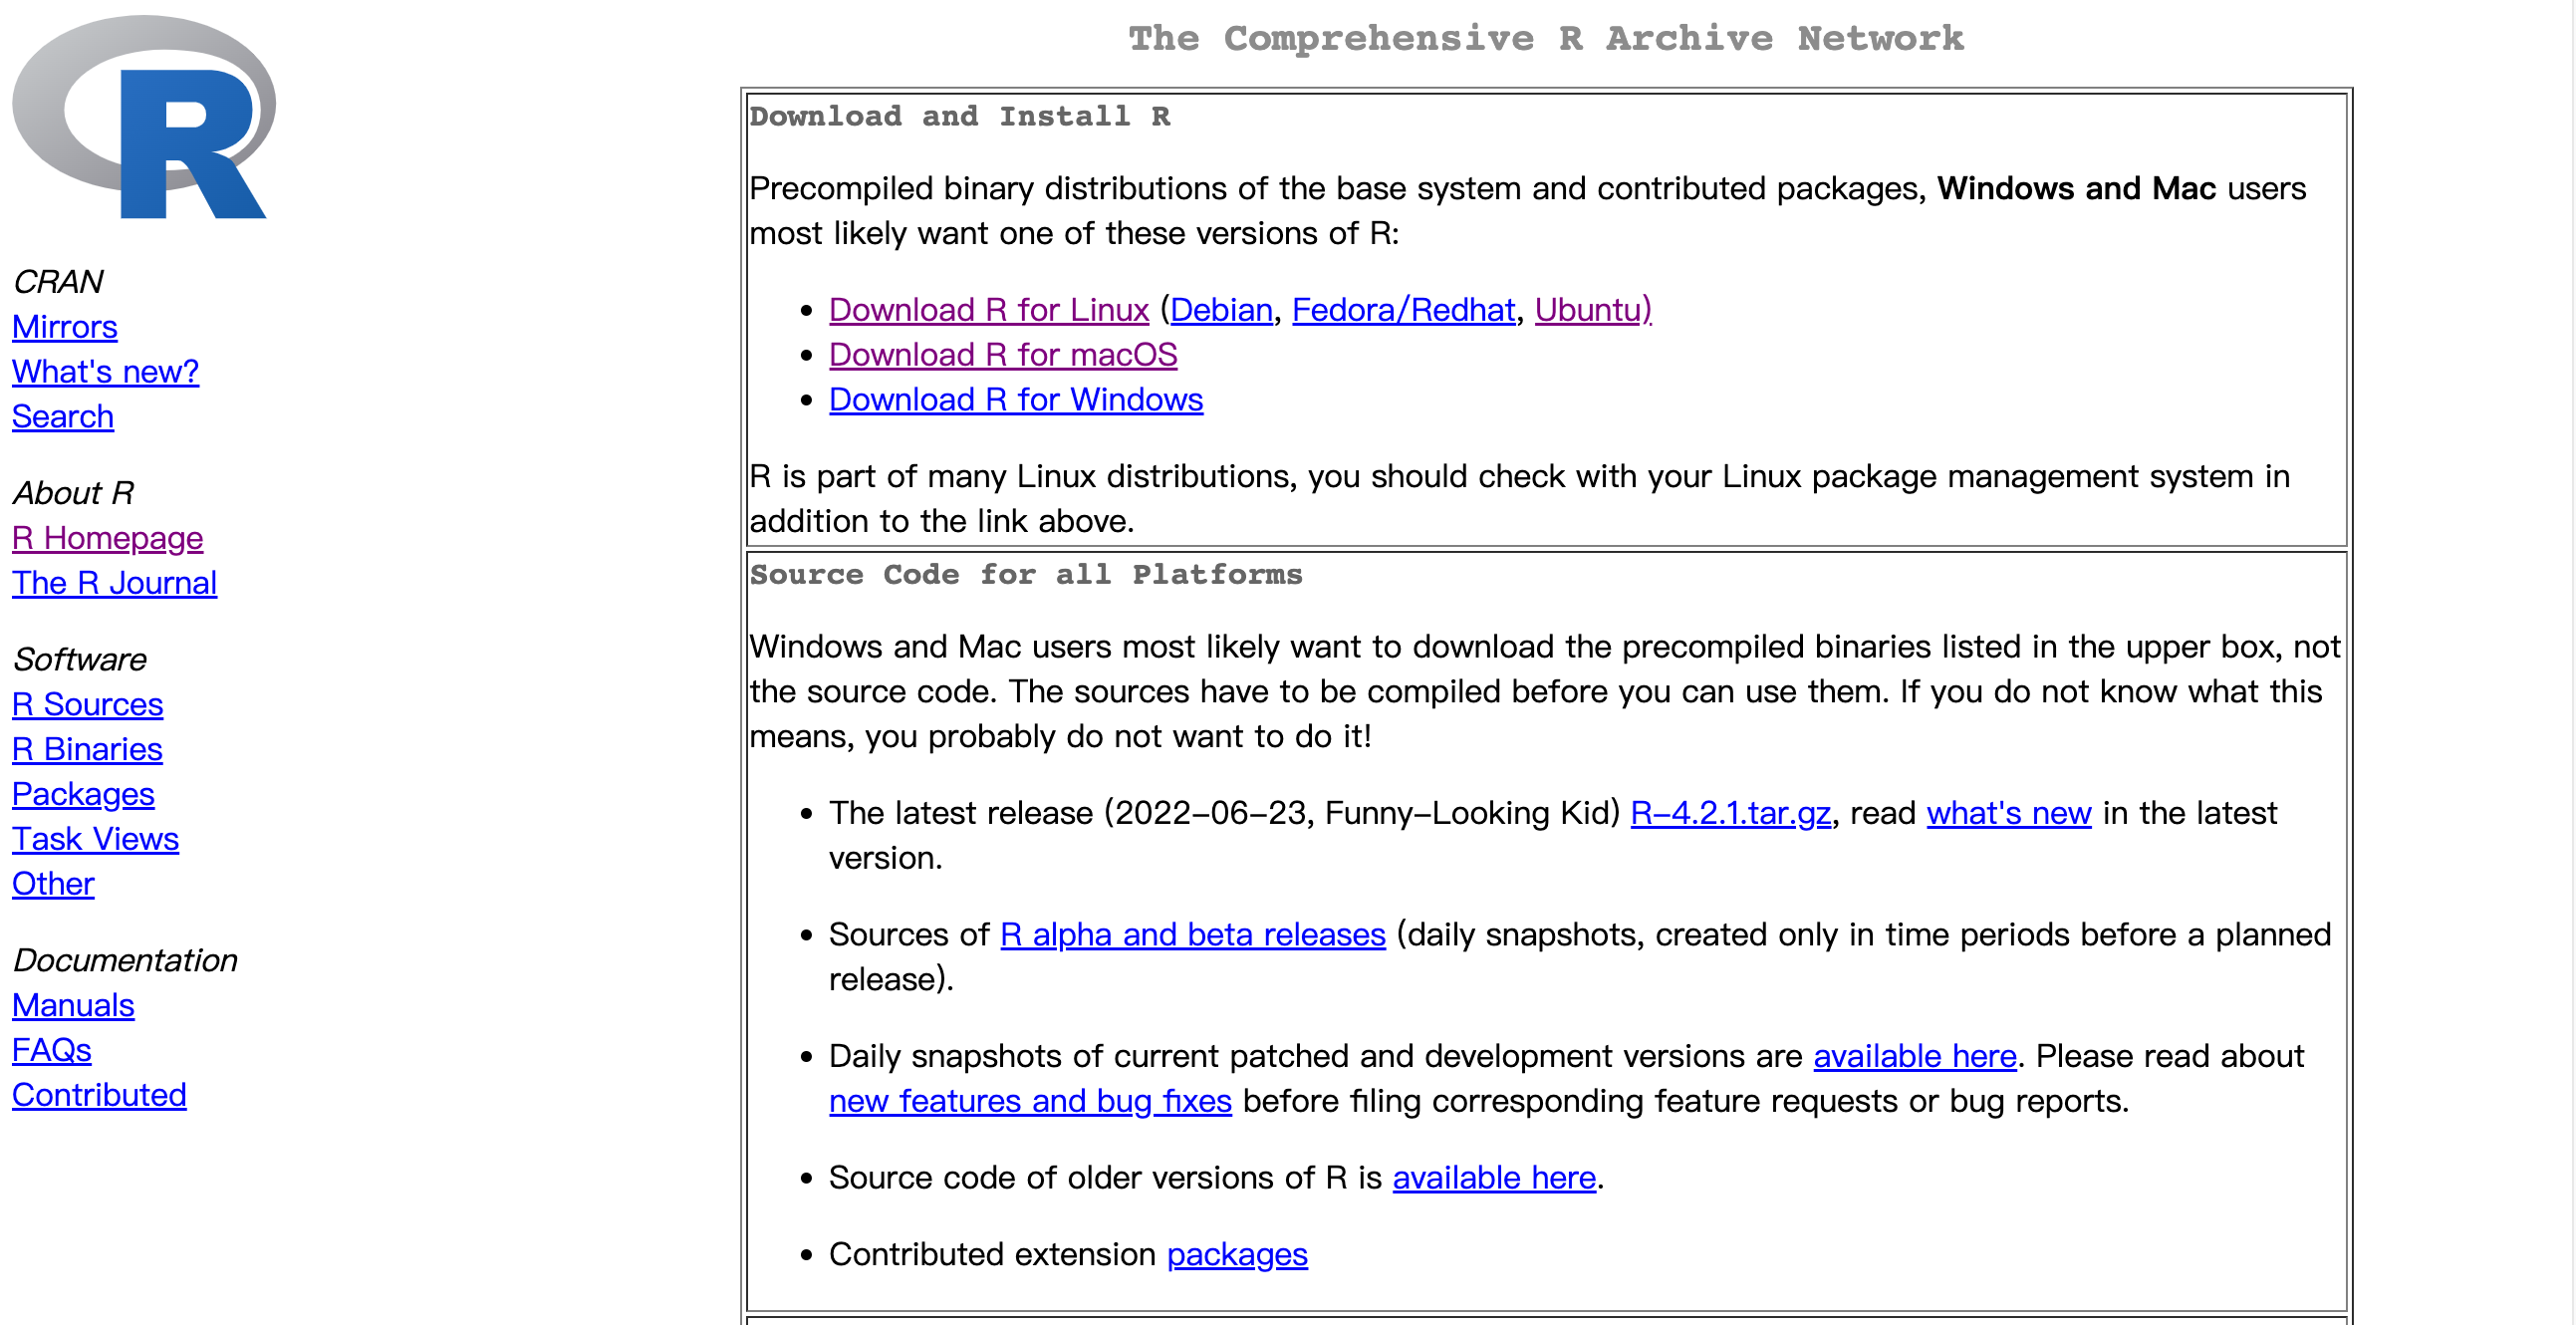 R
CRAN
Mirrors
What's new?
Search
About R
R Homepage
The R Journal
Software
R Sources
R Binaries
Packages
Task Views
Other
Documentation
Manuals
FAQs
Contributed
The Comprehensive R Archive Network
Download and Install R
Precompiled binary distributions of the base system and contributed packages, Windows and Mac users
most likely want one of these versions of R:
• Download R for Linux (Debian, Fedora/Redhat, Ubuntu)
• Download R for macOS
• Download R for Windows
R is part of many Linux distributions, you should check with your Linux package management system in
addition to the link above.
Source Code for all Platforms
Windows and Mac users most likely want to download the precompiled binaries listed in the upper box, not
the source code. The sources have to be compiled before you can use them. If you do not know what this
means, you probably do not want to do it!
• The latest release (2022-06-23, Funny-Looking Kid) R-4.2.1.tar.gz, read what's new in the latest
version.
• Sources of R alpha and beta releases (daily snapshots, created only in time periods before a planned
release).
• Daily snapshots of current patched and development versions are available here. Please read about
new features and bug fixes before filing corresponding feature requests or bug reports.
• Source code of older versions of R is available here.
• Contributed extension packages